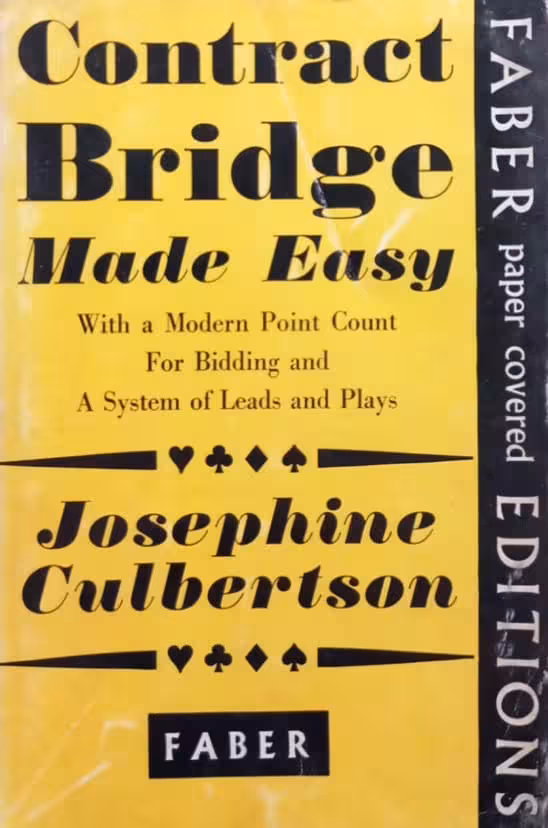 Contract
Bridge
Made Easy
With a Modern Point Count
For Bidding and
A System of Leads and Plays
Josephine
Culbertson
FABER
FABER paper covered EDITIONS